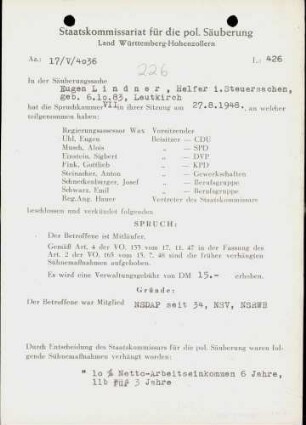 Staatskommissariat für die pol. Säuberung
Land Württemberg-Hohenzollern
Az.: 17/V/4036
L: 426
226
In der Säuberungssache
Eugen Lindner, Helfer i.Steuersachen,
geb. 6.10.83, Leutkirch
hat die Spruchkammer VII in ihrer Sitzung am 27.8.1948. an welcher
teilgenommen haben:
Regierungsassessor Wax Vorsitzender
Uhl, Eugen Beisitzer — CDU
Munch, Alois „ — SPD
Einstein, Sigbert „ — DVP
Fink, Gottlieb „ — KPD
Steinacher, Anton „ — Gewerkschaften
Schneckenburger, Josef „ — Berufsgruppe
Schwarz, Emil „ — Berufsgruppe
Reg.Ang. Hauer Vertreter des Staatskommissars
beschlossen und verkündet folgenden
SPRUCH:
Der Betroffene ist Mitläufer.
Gemäß Art. 4 der VO. 133 vom 17. 11. 47 in der Fassung des
Art. 2 der VO. 165 vom 15. 7. 48 sind die früher verhängten
Sühnemaßnahmen aufgehoben.
Es wird eine Verwaltungsgebühr von DM 15.- erhoben.
Gründe:
Der Betroffene war Mitglied NSDAP seit 34, NSV, NSRWB
Durch Entscheidung des Staatskommissars für die pol. Säuberung waren fol-
gende Sühnemaßnahmen verhängt worden:
" 10 % Netto-Arbeitseinkommen 6 Jahre,
11b für 3 Jahre